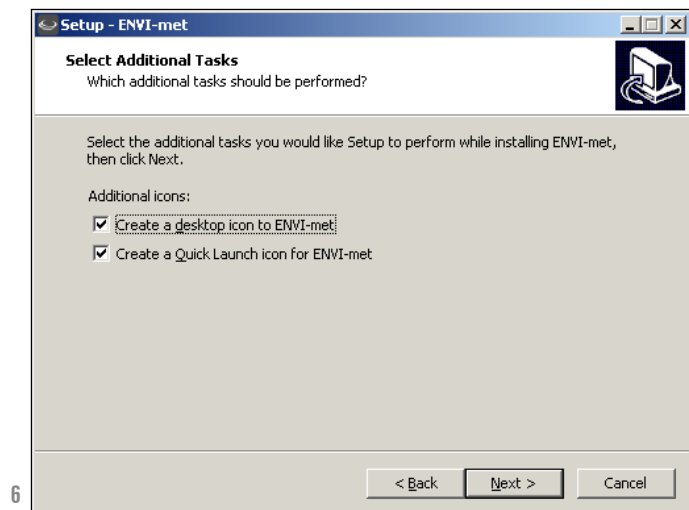 Setup - ENVI-met
Select Additional Tasks
Which additional tasks should be performed?
Select the additional tasks you would like Setup to perform while installing ENVI-met,
then click Next.
Additional icons:
Create a desktop icon to ENVI-met
Create a Quick Launch icon for ENVI-met
< Back
Next >
Cancel
6